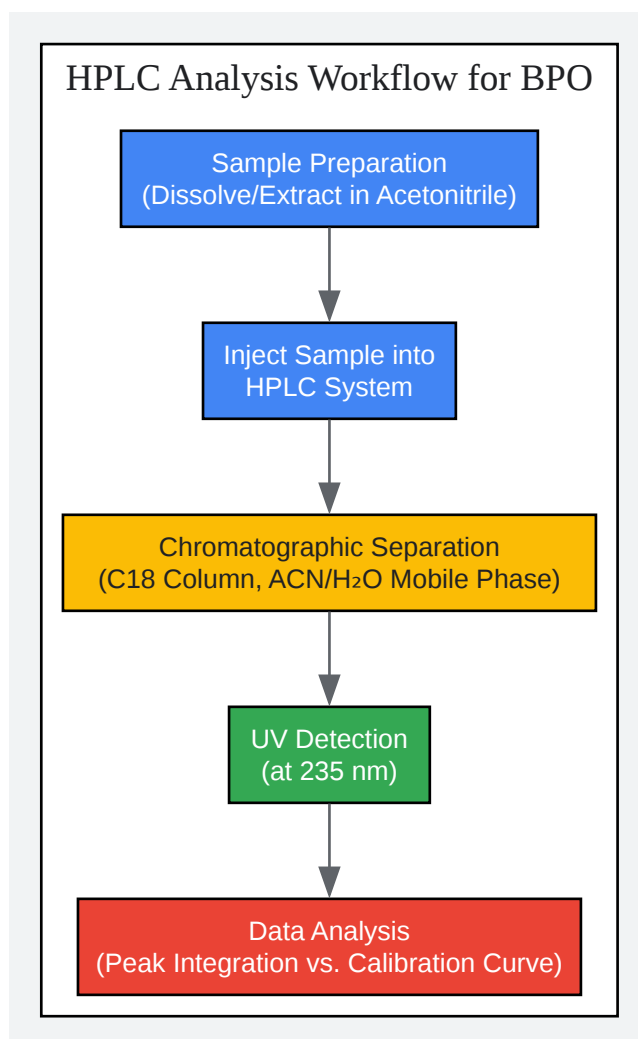 HPLC Analysis Workflow for BPO
Sample Preparation
(Dissolve/Extract in Acetonitrile)
Inject Sample into
HPLC System
Chromatographic Separation
(C18 Column, ACN/H₂O Mobile Phase)
UV Detection
(at 235 nm)
Data Analysis
(Peak Integration vs. Calibration Curve)